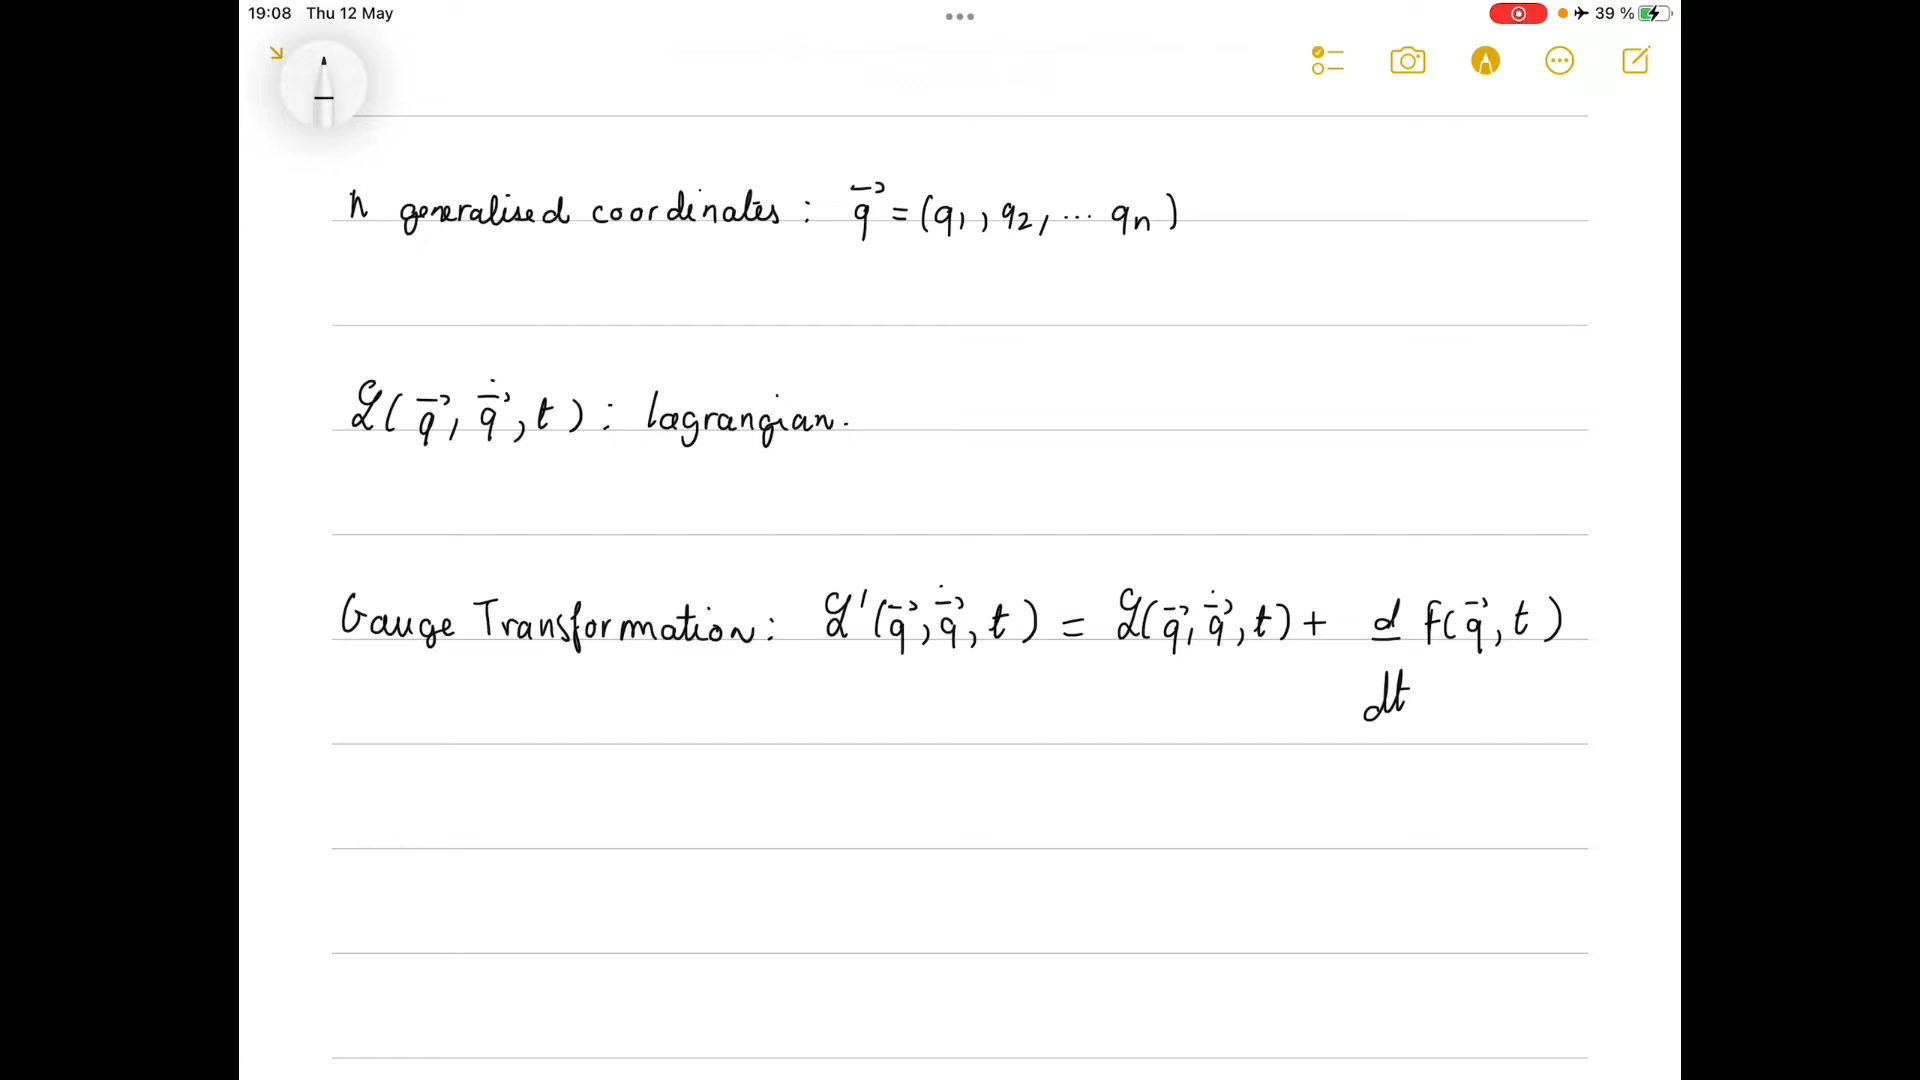 19:08 Thu 12 May 39 %
n generalised coordinates : q⃗ = (q₁, q₂, ... qₙ)
ℒ(q⃗, q⃗̇, t) : lagrangian.
Gauge Transformation: ℒ'(q⃗, q⃗̇, t) = ℒ(q⃗, q⃗̇, t) + d/dt F(q⃗, t)